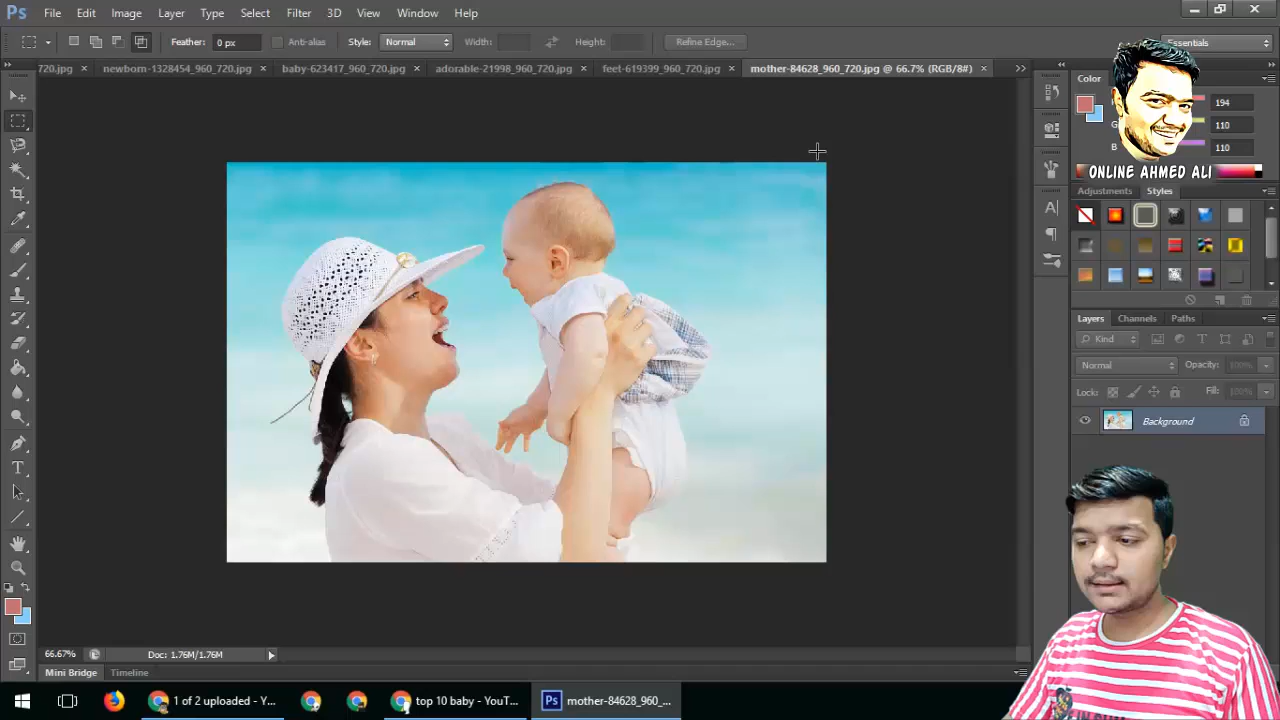 Ps File Edit Image Layer Type Select Filter 3D View Window Help
Feather: 0 px Anti-alias Style: Normal Width: Height: Refine Edge... Essentials
720.jpg × newborn-1328454_960_720.jpg × baby-623417_960_720.jpg × adorable-21998_960_720.jpg × feet-619399_960_720.jpg × mother-84628_960_720.jpg @ 66.7% (RGB/8#) ×
Color
194
G 110
B 110
ONLINE AHMED ALI
Adjustments Styles
Layers Channels Paths
Kind
Normal Opacity: 100%
Lock: Fill: 100%
Background
66.67% Doc: 1.76M/1.76M
Mini Bridge Timeline
1 of 2 uploaded - Y... top 10 baby - YouT... Ps mother-84628_960_...